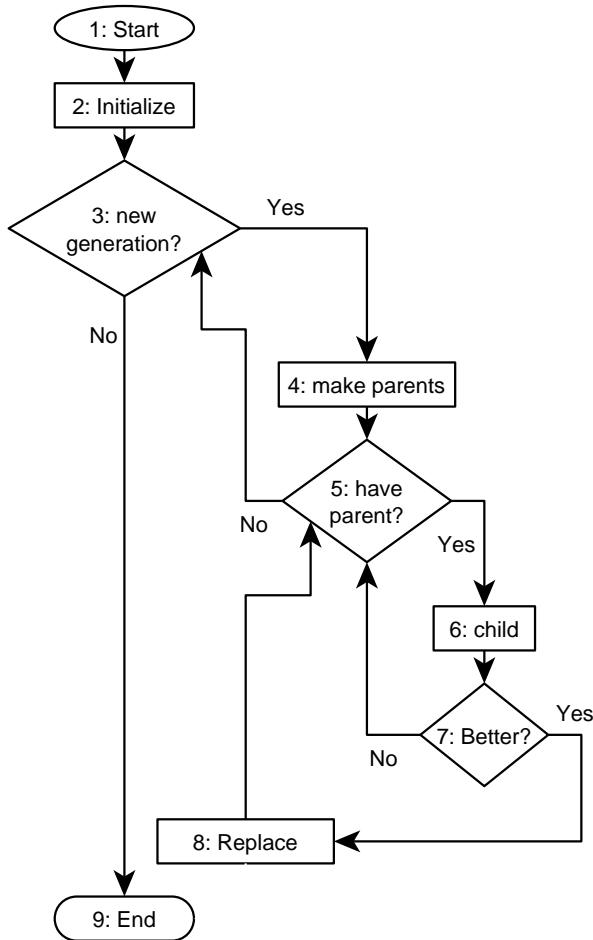 1: Start
2: Initialize
3: new
generation?
Yes
No
4: make parents
5: have
parent?
No
Yes
6: child
7: Better?
Yes
No
8: Replace
9: End